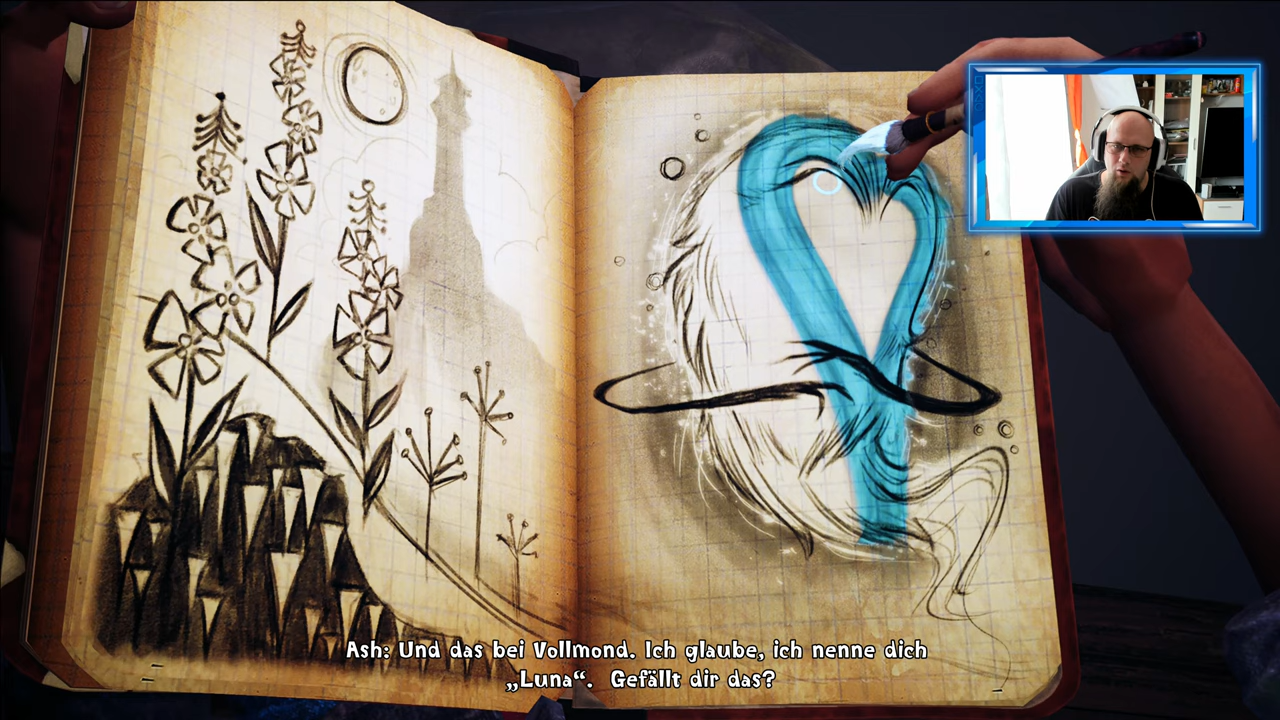 Ash: Und das bei Vollmond. Ich glaube, ich nenne dich
„Luna“. Gefällt dir das?